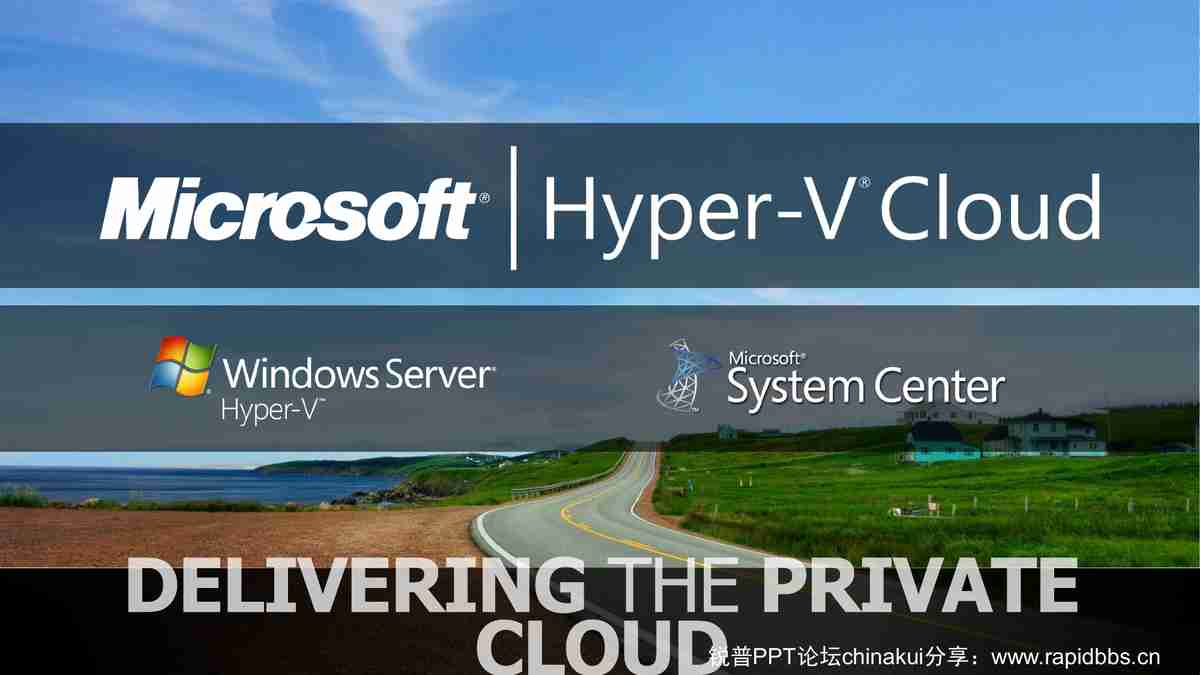 Microsoft® | Hyper-V® Cloud
Windows Server®
Hyper-V™
Microsoft®
System Center™
DELIVERING THE PRIVATE
CLOUD
锐普PPT论坛chinakui分享：www.rapidbbs.cn